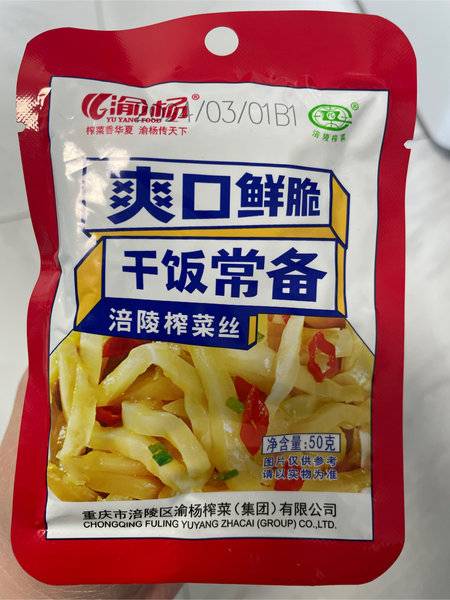 渝杨®
YU YANG FOOD
榨菜香华夏 渝杨传天下
/03/01B1
涪陵榨菜
爽口鲜脆
干饭常备
涪陵榨菜丝
净含量:50克
图片仅供参考
请以实物为准
重庆市涪陵区渝杨榨菜(集团)有限公司
CHONGQING FULING YUYANG ZHACAI (GROUP) CO.,LTD.